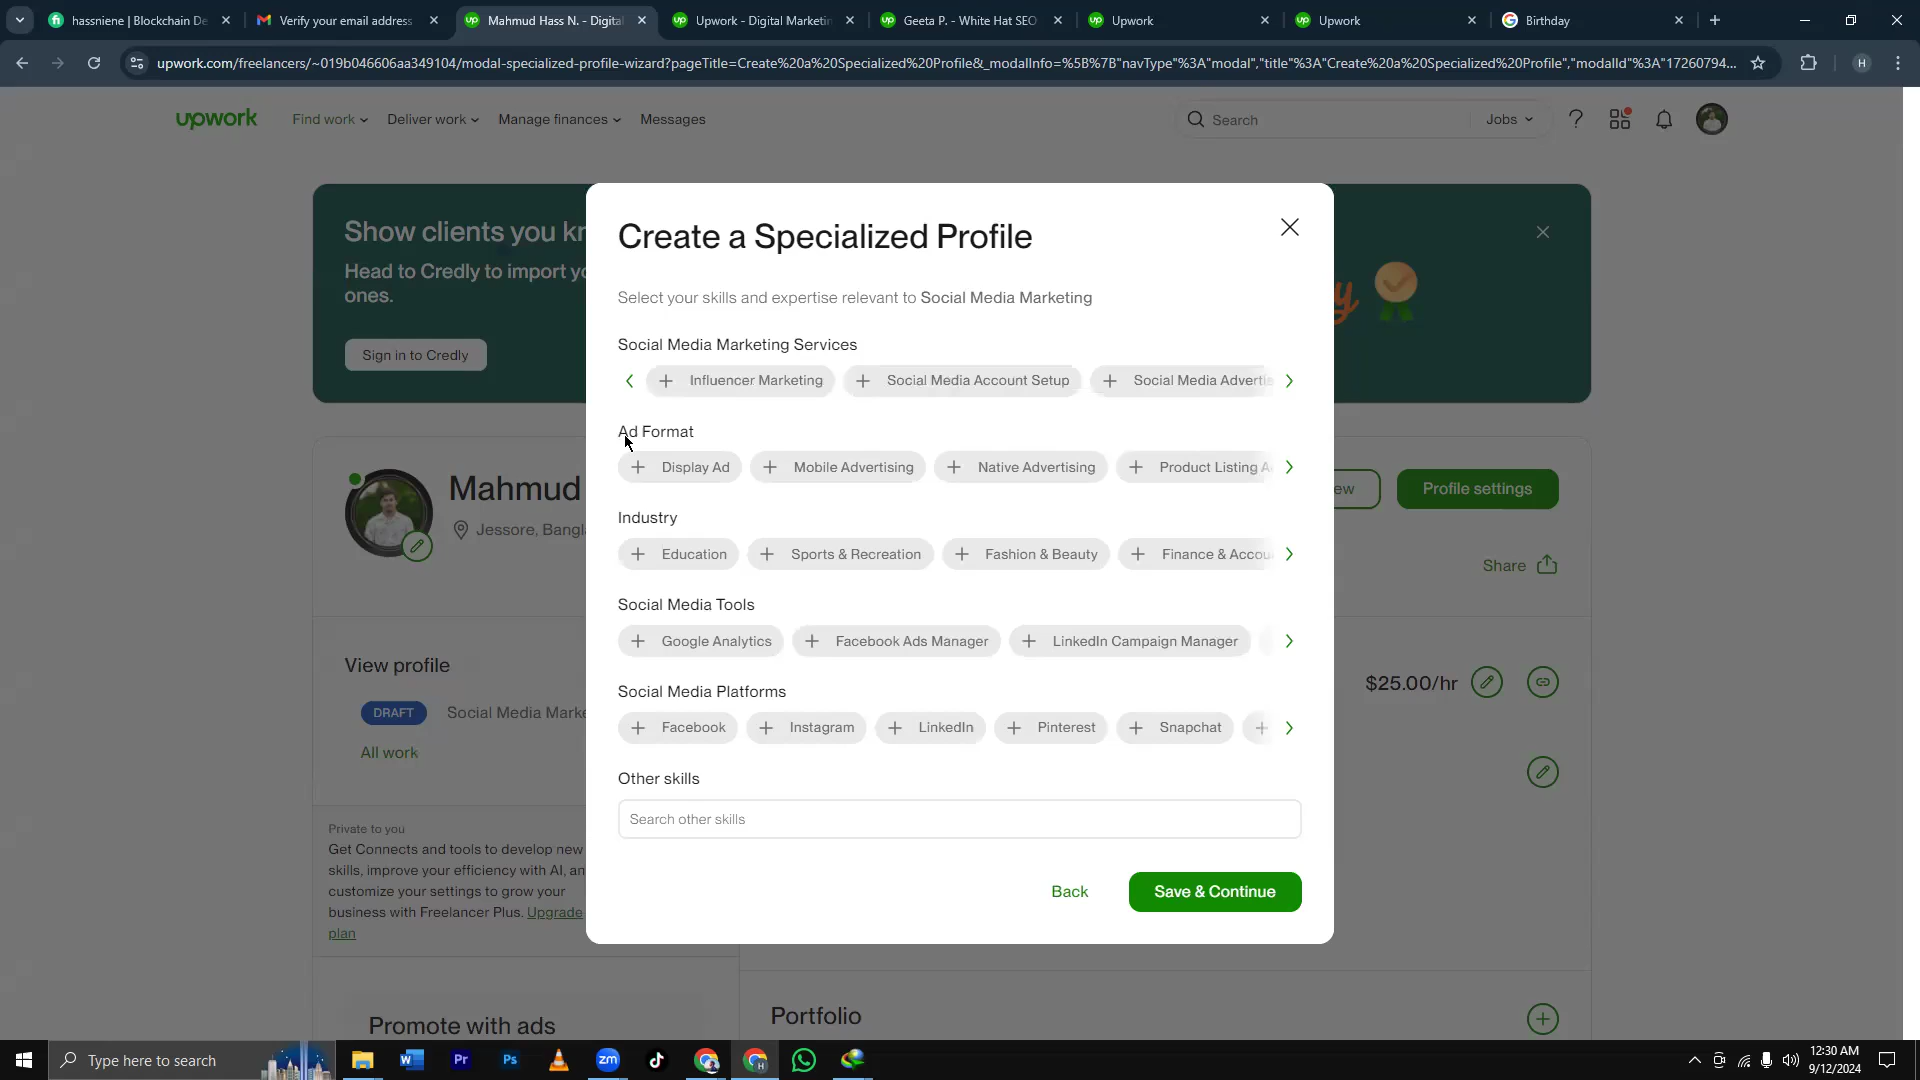 hassniene | Blockchain De
Verify your email address
Mahmud Hass N. - Digital
Upwork - Digital Marketin
Geeta P. - White Hat SEO
Upwork
Upwork
Birthday
upwork.com/freelancers/~019b046606aa349104/modal-specialized-profile-wizard?pageTitle=Create%20a%20Specialized%20Profile&_modalInfo=%5B%7B"navType"%3A"modal","title"%3A"Create%20a%20Specialized%20Profile","modalId"%3A"17260794...
H
upwork
Find work
Deliver work
Manage finances
Messages
Search
Jobs
Show clients you kn
Head to Credly to import yo
ones.
Sign in to Credly
Create a Specialized Profile
Select your skills and expertise relevant to Social Media Marketing
Social Media Marketing Services
Influencer Marketing
Social Media Account Setup
Social Media Adverti
Ad Format
Display Ad
Mobile Advertising
Native Advertising
Product Listing A
Industry
Education
Sports & Recreation
Fashion & Beauty
Finance & Accou
Social Media Tools
Google Analytics
Facebook Ads Manager
LinkedIn Campaign Manager
Social Media Platforms
Facebook
Instagram
LinkedIn
Pinterest
Snapchat
Other skills
Search other skills
Back
Save & Continue
Mahmud
Jessore, Bangla
ew
Profile settings
Share
View profile
DRAFT
Social Media Marke
All work
$25.00/hr
Private to you
Get Connects and tools to develop new
skills, improve your efficiency with AI, an
customize your settings to grow your
business with Freelancer Plus. Upgrade
plan
Promote with ads
Portfolio
Type here to search
12:30 AM
9/12/2024